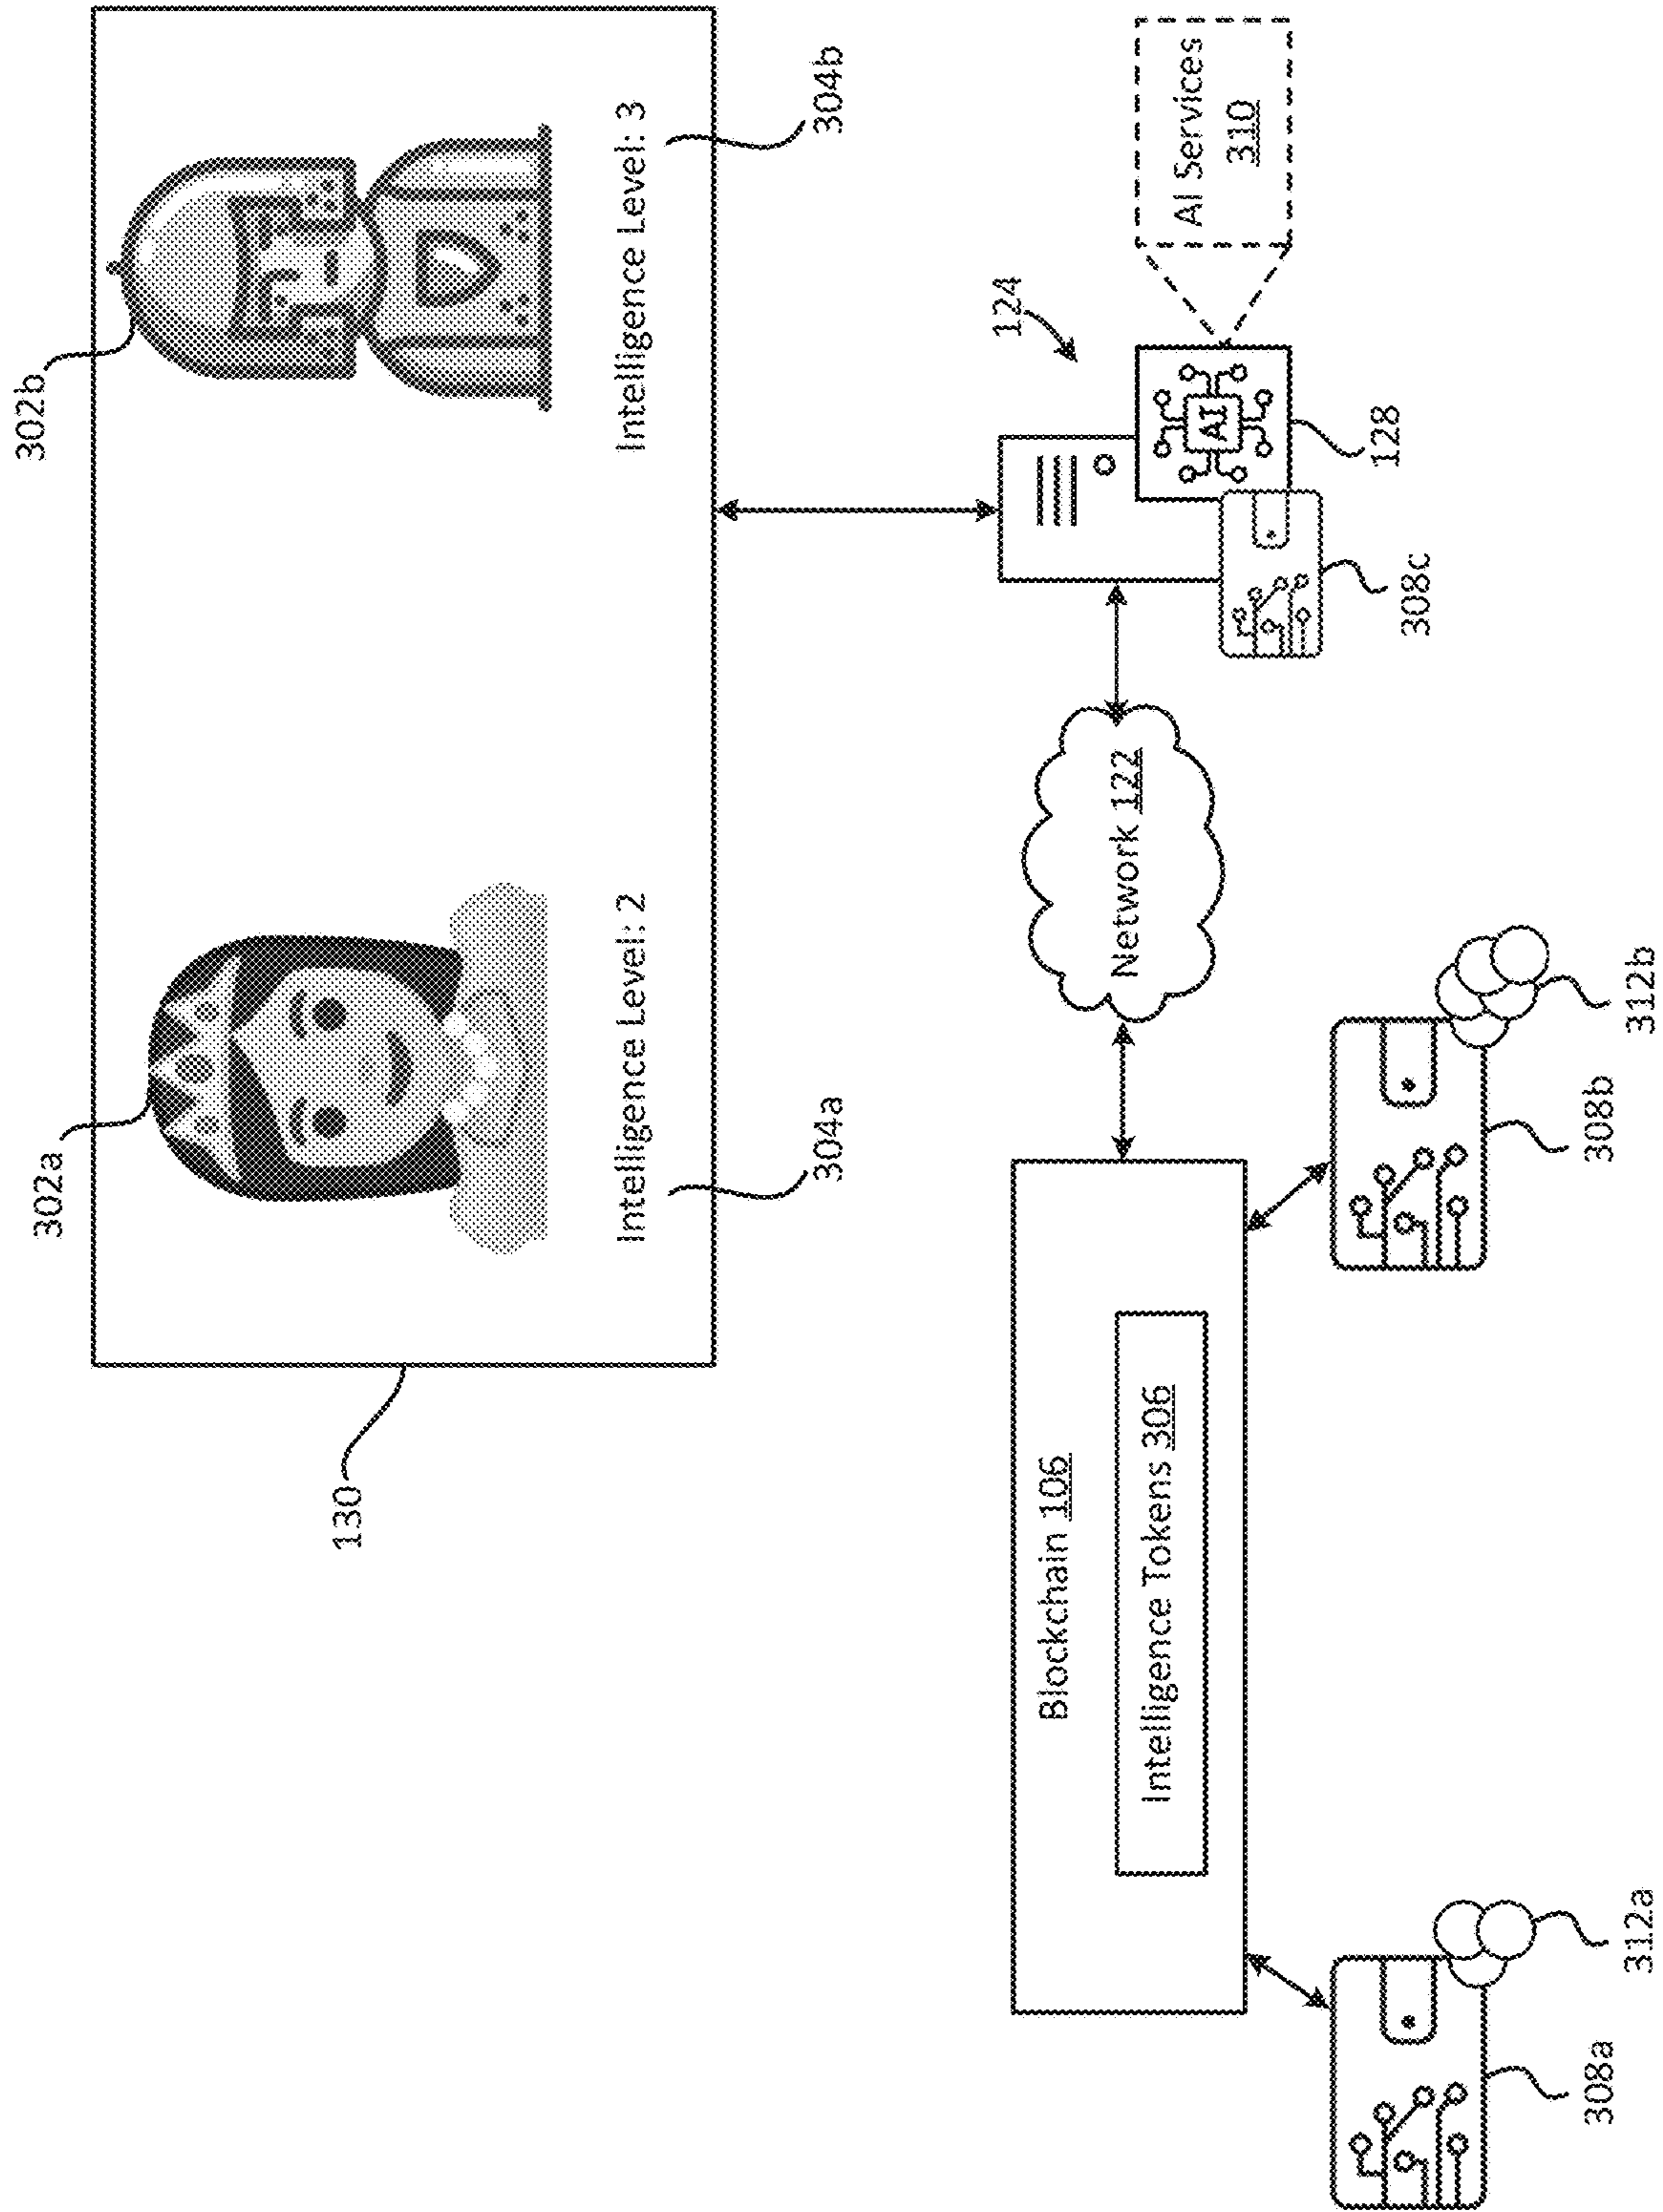 302a
302b
Intelligence Level: 2
Intelligence Level: 3
304a
304b
130
124
Blockchain 106
Intelligence Tokens 306
Network 122
AI
AI Services
310
128
308c
308a
312a
308b
312b